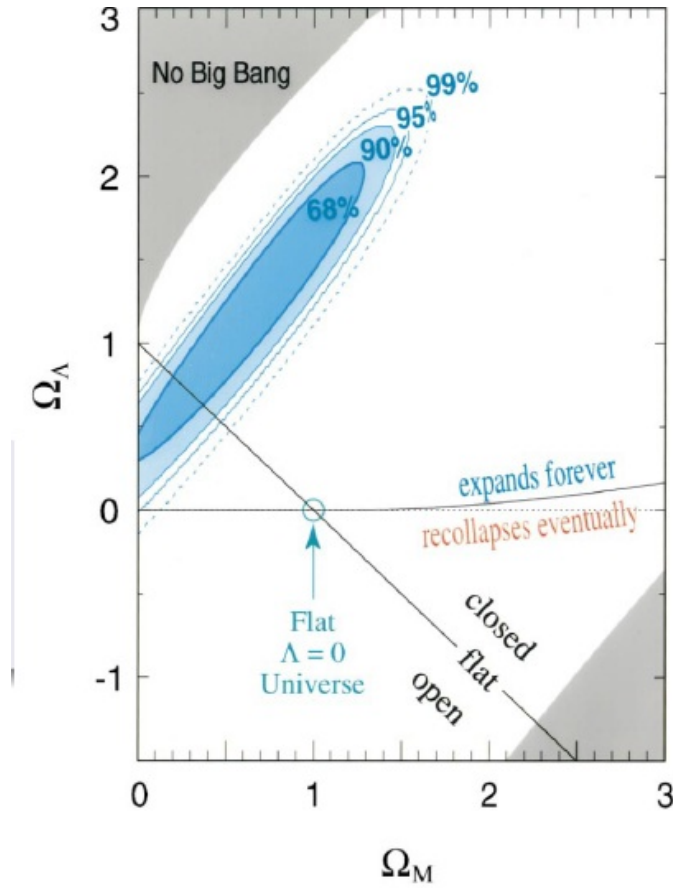 3
No Big Bang
99%
95%
90%
2
68%
1
Ω_Λ
expands forever
0
recollapses eventually
Flat
Λ = 0
Universe
closed
flat
open
-1
0
1
2
3
Ω_M